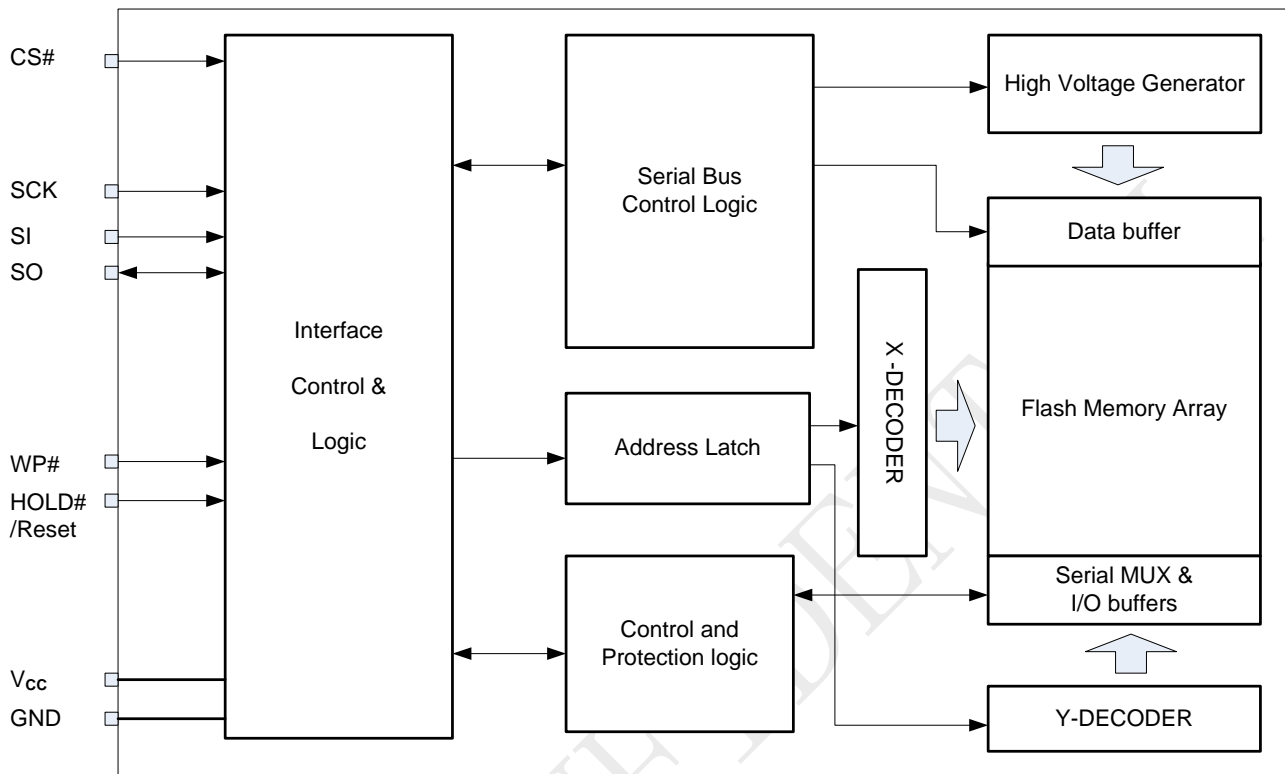 CS#
SCK
SI
SO
WP#
HOLD#
/Reset
Vcc
GND
Interface
Control &
Logic
Serial Bus
Control Logic
Address Latch
Control and
Protection logic
X-DECODER
High Voltage Generator
Data buffer
Flash Memory Array
Serial MUX &
I/O buffers
Y-DECODER